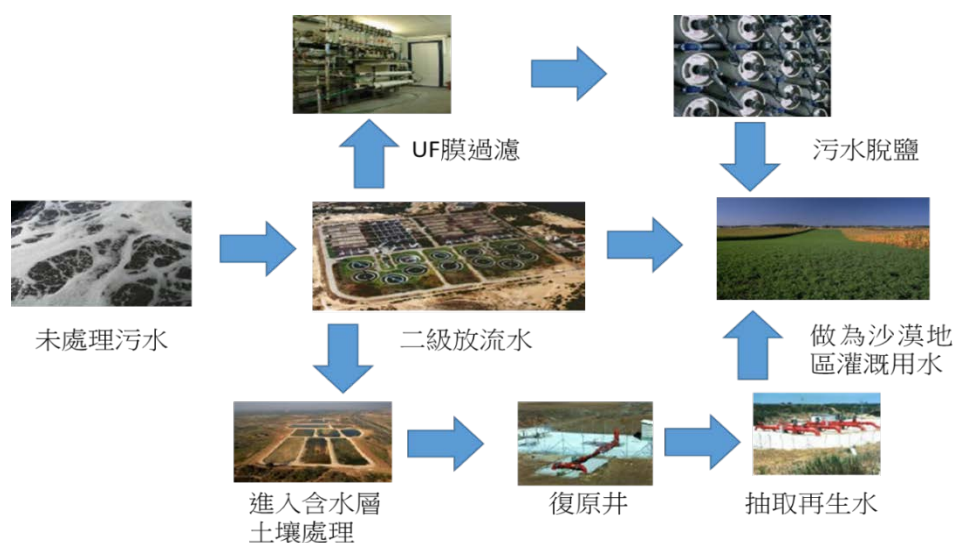 UF膜過濾
污水脫鹽
未處理污水
二級放流水
做為沙漠地
區灌溉用水
進入含水層
土壤處理
復原井
抽取再生水